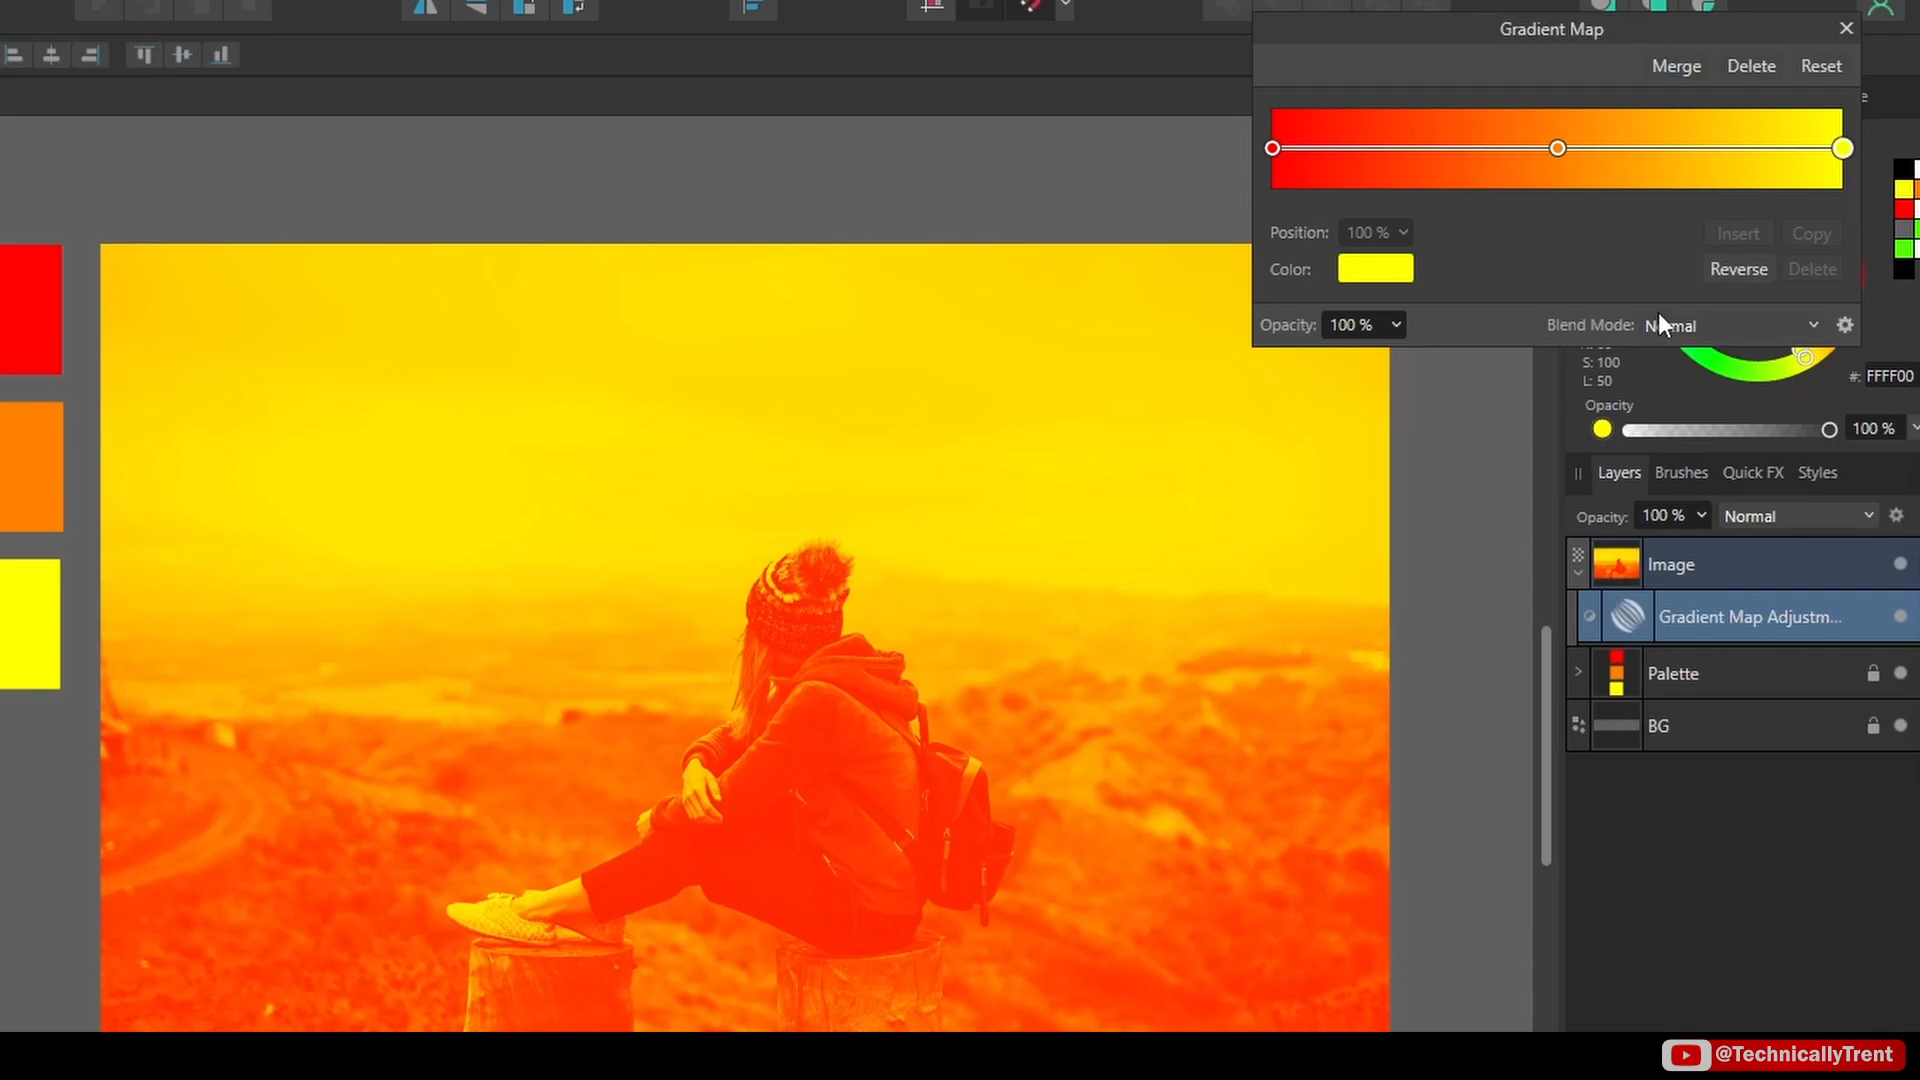 Gradient Map
Merge Delete Reset
Position: 100 %
Insert Copy
Color:
Reverse Delete
Opacity: 100 %
Blend Mode: Normal
S: 100
L: 50
#: FFFF00
Opacity
100 %
Layers Brushes Quick FX Styles
Opacity: 100 % Normal
Image
Gradient Map Adjustm...
Palette
BG
@TechnicallyTrent